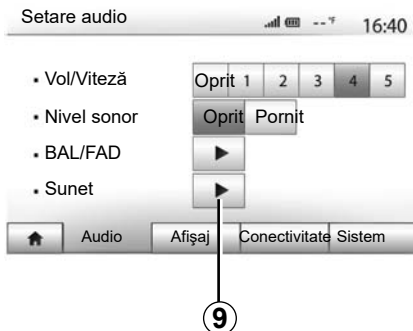 Setare audio --°F 16:40
• Vol/Viteză Oprit 1 2 3 4 5
• Nivel sonor Oprit Pornit
• BAL/FAD
• Sunet
Audio Afişaj Conectivitate Sistem
9